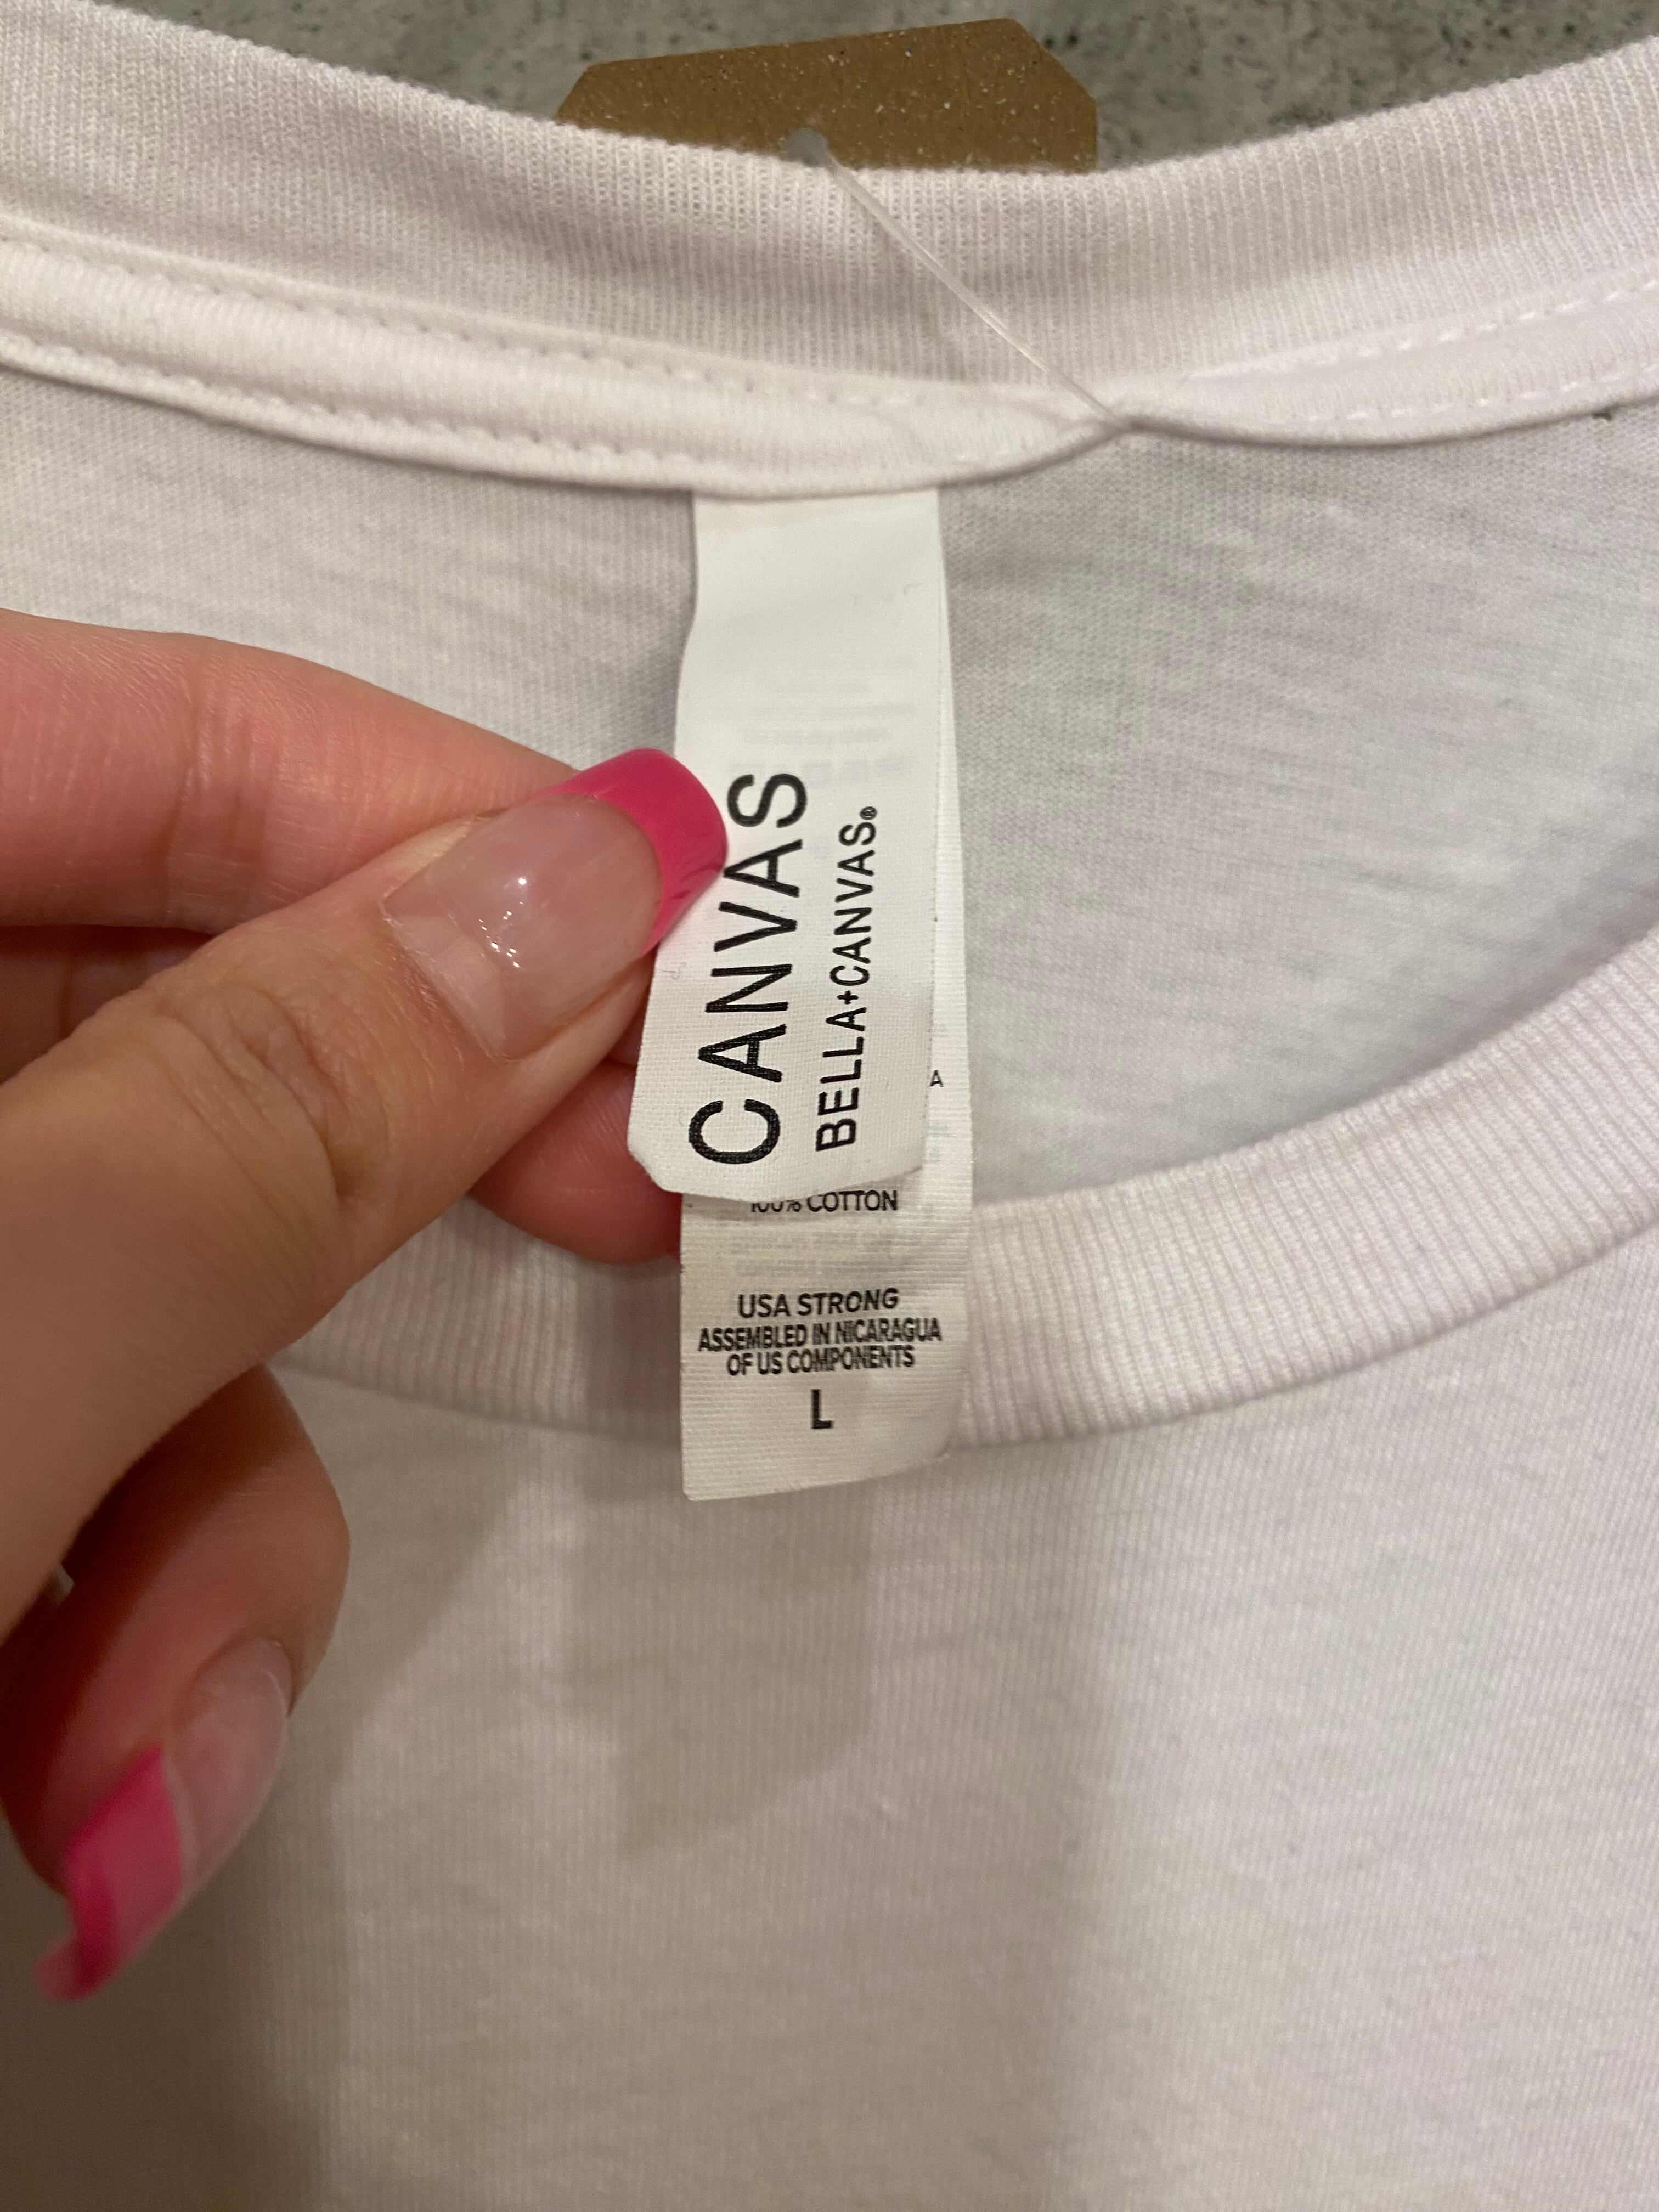 CANVAS
BELLA+CANVAS®
A
100% COTTON
USA STRONG
ASSEMBLED IN NICARAGUA
OF US COMPONENTS
L